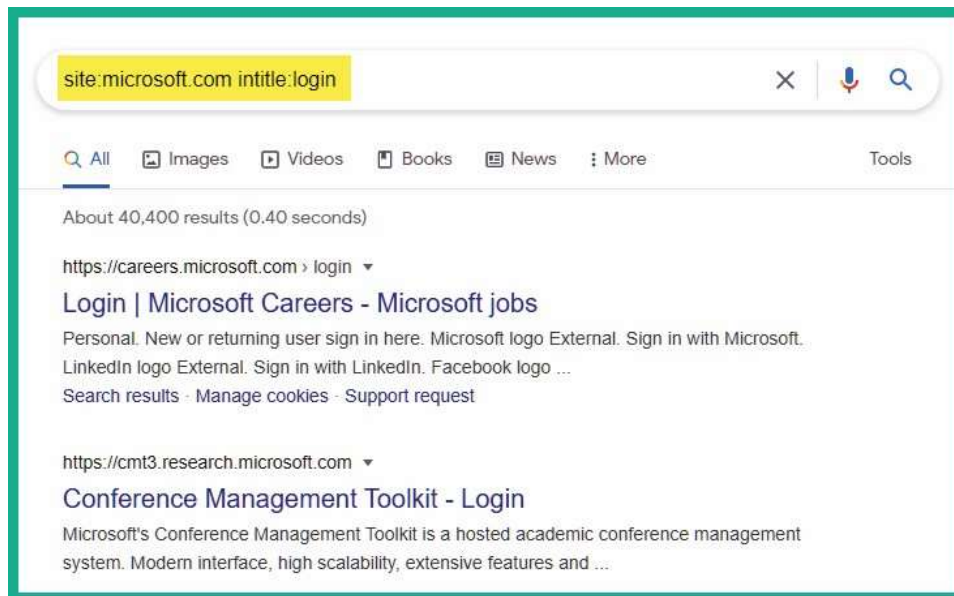 site:microsoft.com intitle:login
All Images Videos Books News More Tools
About 40,400 results (0.40 seconds)
https://careers.microsoft.com › login
Login | Microsoft Careers - Microsoft jobs
Personal. New or returning user sign in here. Microsoft logo External. Sign in with Microsoft.
LinkedIn logo External. Sign in with LinkedIn. Facebook logo ...
Search results · Manage cookies · Support request
https://cmt3.research.microsoft.com
Conference Management Toolkit - Login
Microsoft's Conference Management Toolkit is a hosted academic conference management
system. Modern interface, high scalability, extensive features and ...